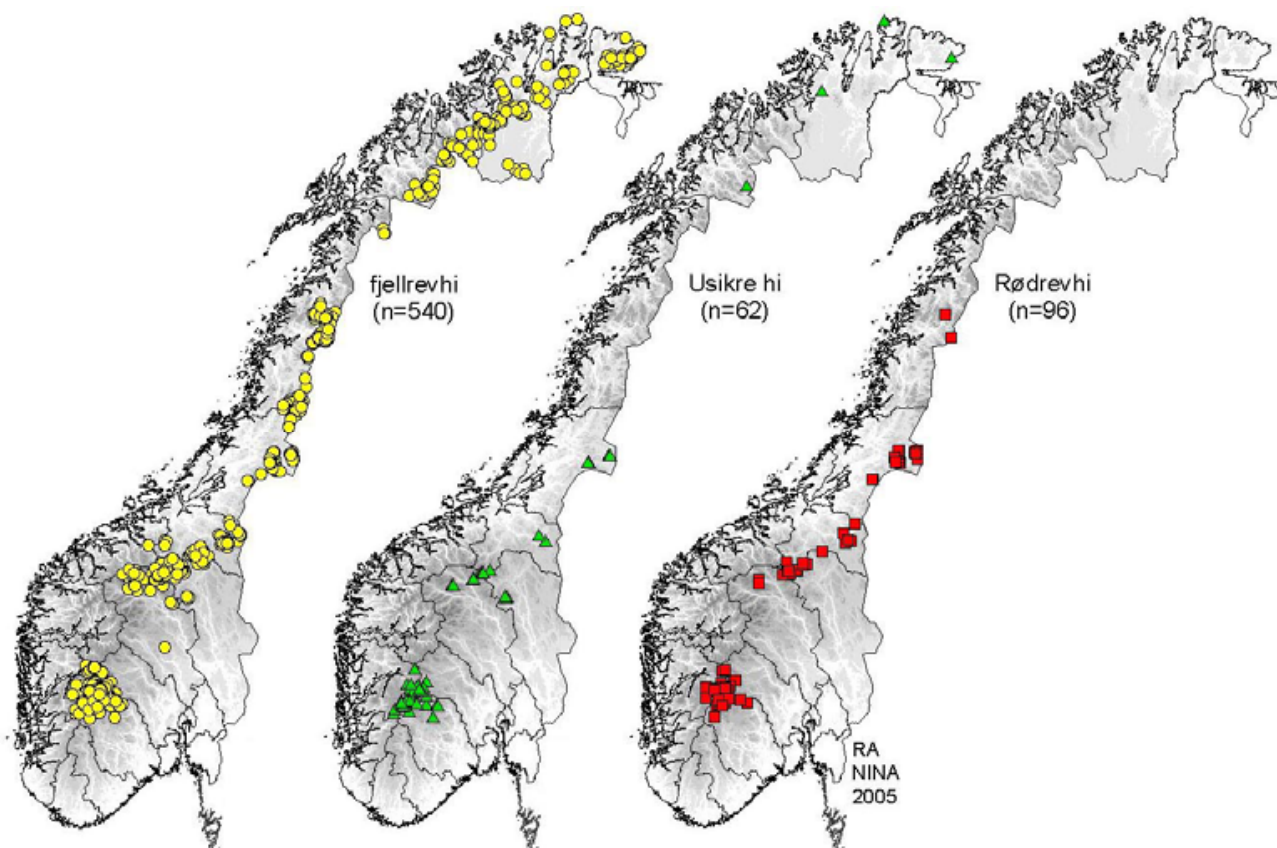 fjellrevhi
(n=540)
Usikre hi
(n=62)
Rødrevhi
(n=96)
RA
NINA
2005